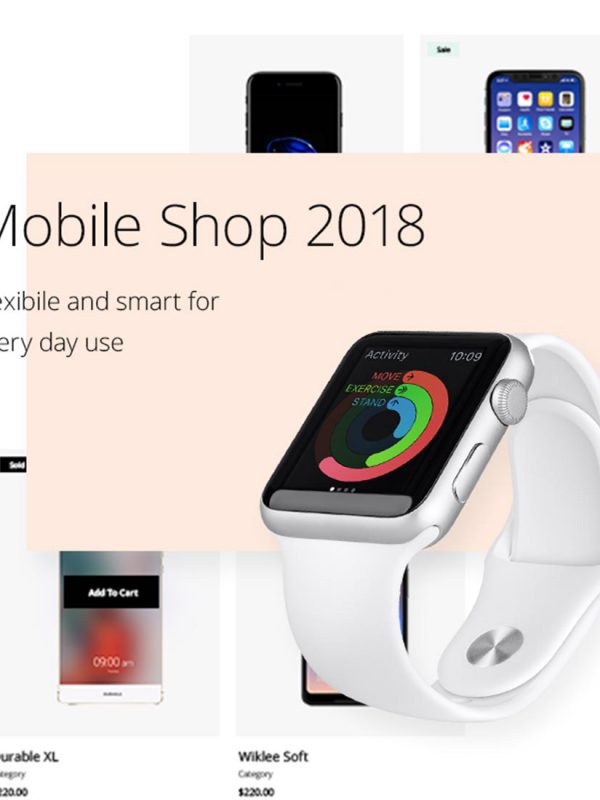 Sale
Mobile Shop 2018
exibile and smart for
ery day use
Activity 10:09
MOVE
EXERCISE
STAND
Sold
Add To Cart
09:00 am
urable XL
Wiklee Soft
ategory
Category
220.00
$220.00